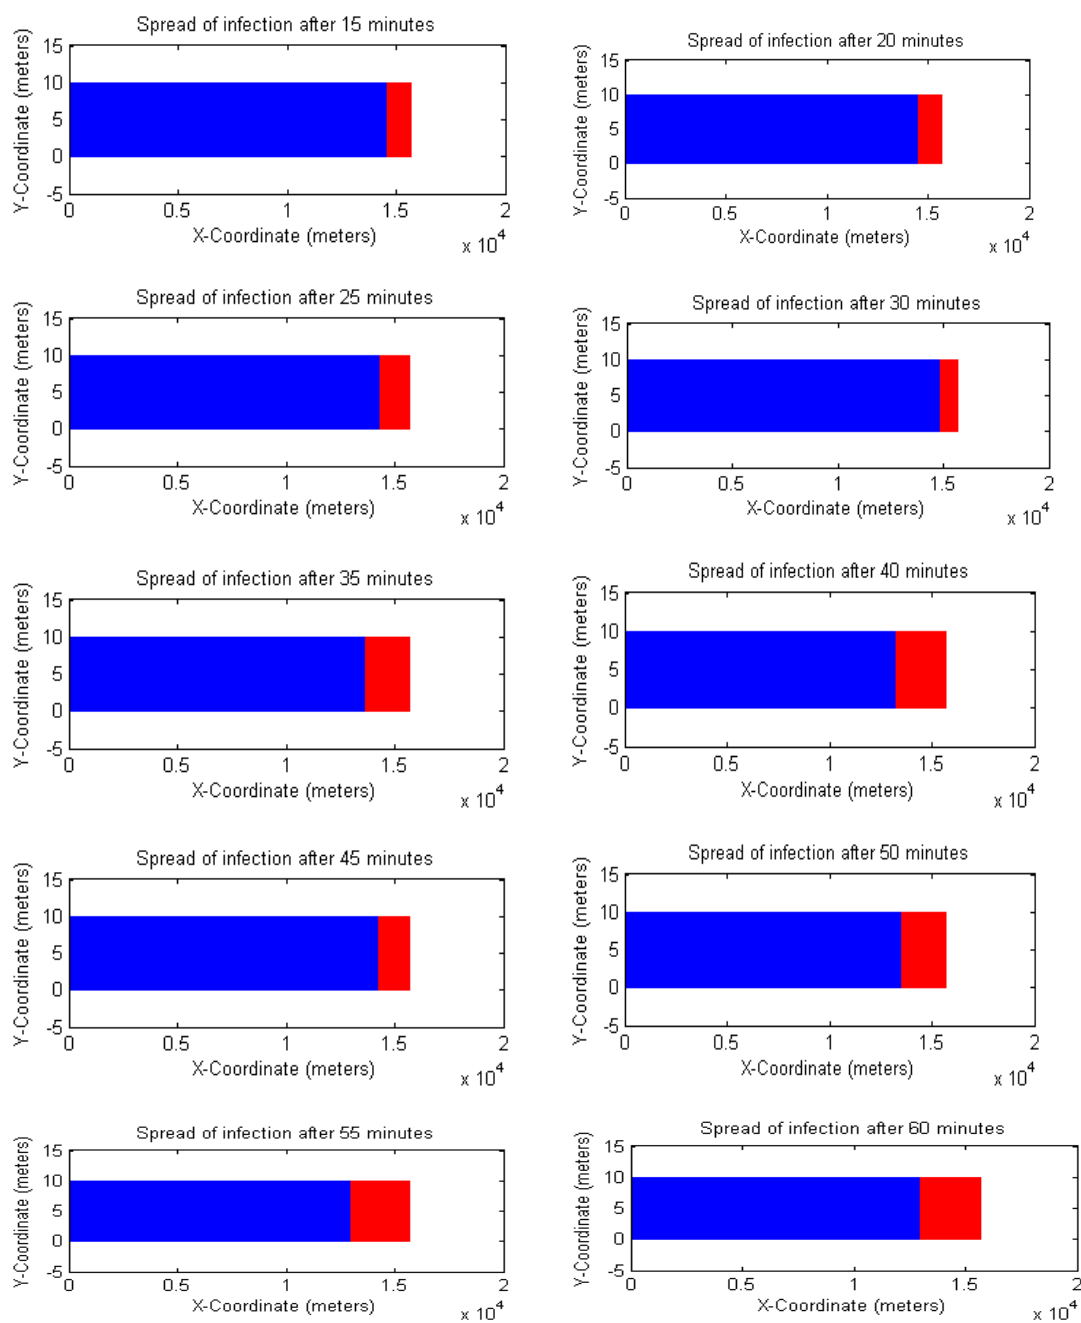 Spread of infection after 15 minutes
Y-Coordinate (meters)
15
10
5
0
-5
0 0.5 1 1.5 2
X-Coordinate (meters)
x 10^4
Spread of infection after 20 minutes
Y-Coordinate (meters)
15
10
5
0
-5
0 0.5 1 1.5 2
X-Coordinate (meters)
x 10^4
Spread of infection after 25 minutes
Y-Coordinate (meters)
15
10
5
0
-5
0 0.5 1 1.5 2
X-Coordinate (meters)
x 10^4
Spread of infection after 30 minutes
Y-Coordinate (meters)
15
10
5
0
-5
0 0.5 1 1.5 2
X-Coordinate (meters)
x 10^4
Spread of infection after 35 minutes
Y-Coordinate (meters)
15
10
5
0
-5
0 0.5 1 1.5 2
X-Coordinate (meters)
x 10^4
Spread of infection after 40 minutes
Y-Coordinate (meters)
15
10
5
0
-5
0 0.5 1 1.5 2
X-Coordinate (meters)
x 10^4
Spread of infection after 45 minutes
Y-Coordinate (meters)
15
10
5
0
-5
0 0.5 1 1.5 2
X-Coordinate (meters)
x 10^4
Spread of infection after 50 minutes
Y-Coordinate (meters)
15
10
5
0
-5
0 0.5 1 1.5 2
X-Coordinate (meters)
x 10^4
Spread of infection after 55 minutes
Y-Coordinate (meters)
15
10
5
0
-5
0 0.5 1 1.5 2
X-Coordinate (meters)
x 10^4
Spread of infection after 60 minutes
Y-Coordinate (meters)
15
10
5
0
-5
0 0.5 1 1.5 2
X-Coordinate (meters)
x 10^4